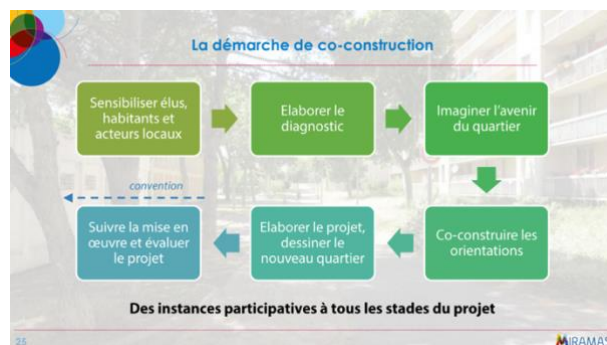 La démarche de co-construction
Sensibiliser élus,
habitants et
acteurs locaux
Elaborer le
diagnostic
Imaginer l'avenir
du quartier
Co-construire les
orientations
Elaborer le projet,
dessiner le
nouveau quartier
convention
Suivre la mise en
œuvre et évaluer
le projet
Des instances participatives à tous les stades du projet
25
MIRAMAS